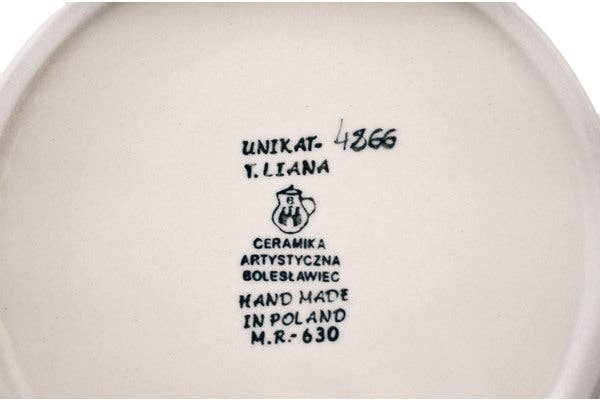 UNIKAT- 4866
T. LIANA
B
CERAMIKA
ARTYSTYCZNA
BOLESŁAWIEC
HAND MADE
IN POLAND
M.R.- 630